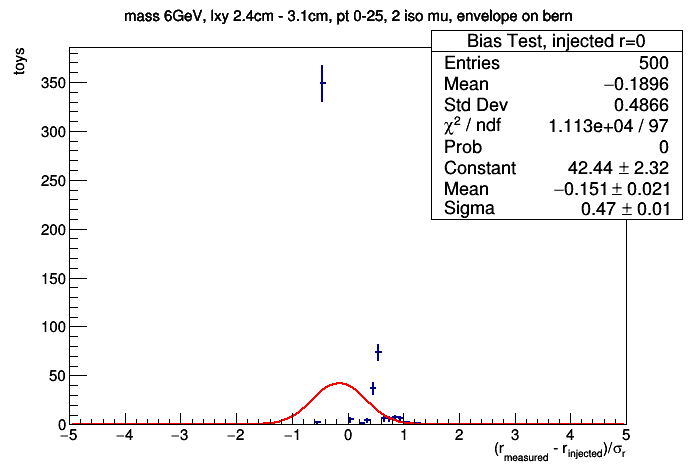 mass 6GeV, lxy 2.4cm - 3.1cm, pt 0-25, 2 iso mu, envelope on bern
toys
Bias Test, injected r=0
Entries 500
Mean −0.1896
Std Dev 0.4866
χ² / ndf 1.113e+04 / 97
Prob 0
Constant 42.44 ± 2.32
Mean −0.151 ± 0.021
Sigma 0.47 ± 0.01
350
300
250
200
150
100
50
0
−5 −4 −3 −2 −1 0 1 2 3 4 5
(r_measured - r_injected)/σ_r